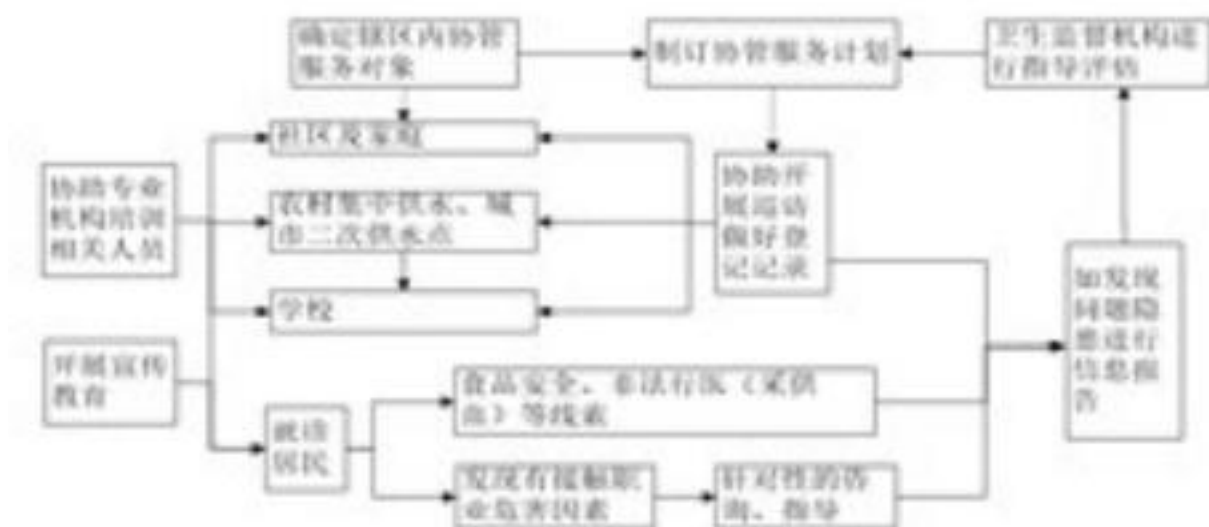 确定辖区内协管
服务对象
制订协管服务计划
卫生监督机构进
行指导评估
社区及家庭
协助专业
机构培训
相关人员
农村集中供水、城
市二次供水点
协助开
展巡访
做好登
记记录
学校
如发现
问题隐
患进行
信息报
告
开展宣传
教育
就诊
居民
食品安全、非法行医（采供
血）等线索
发现有接触职
业危害因素
针对性的咨
询、指导